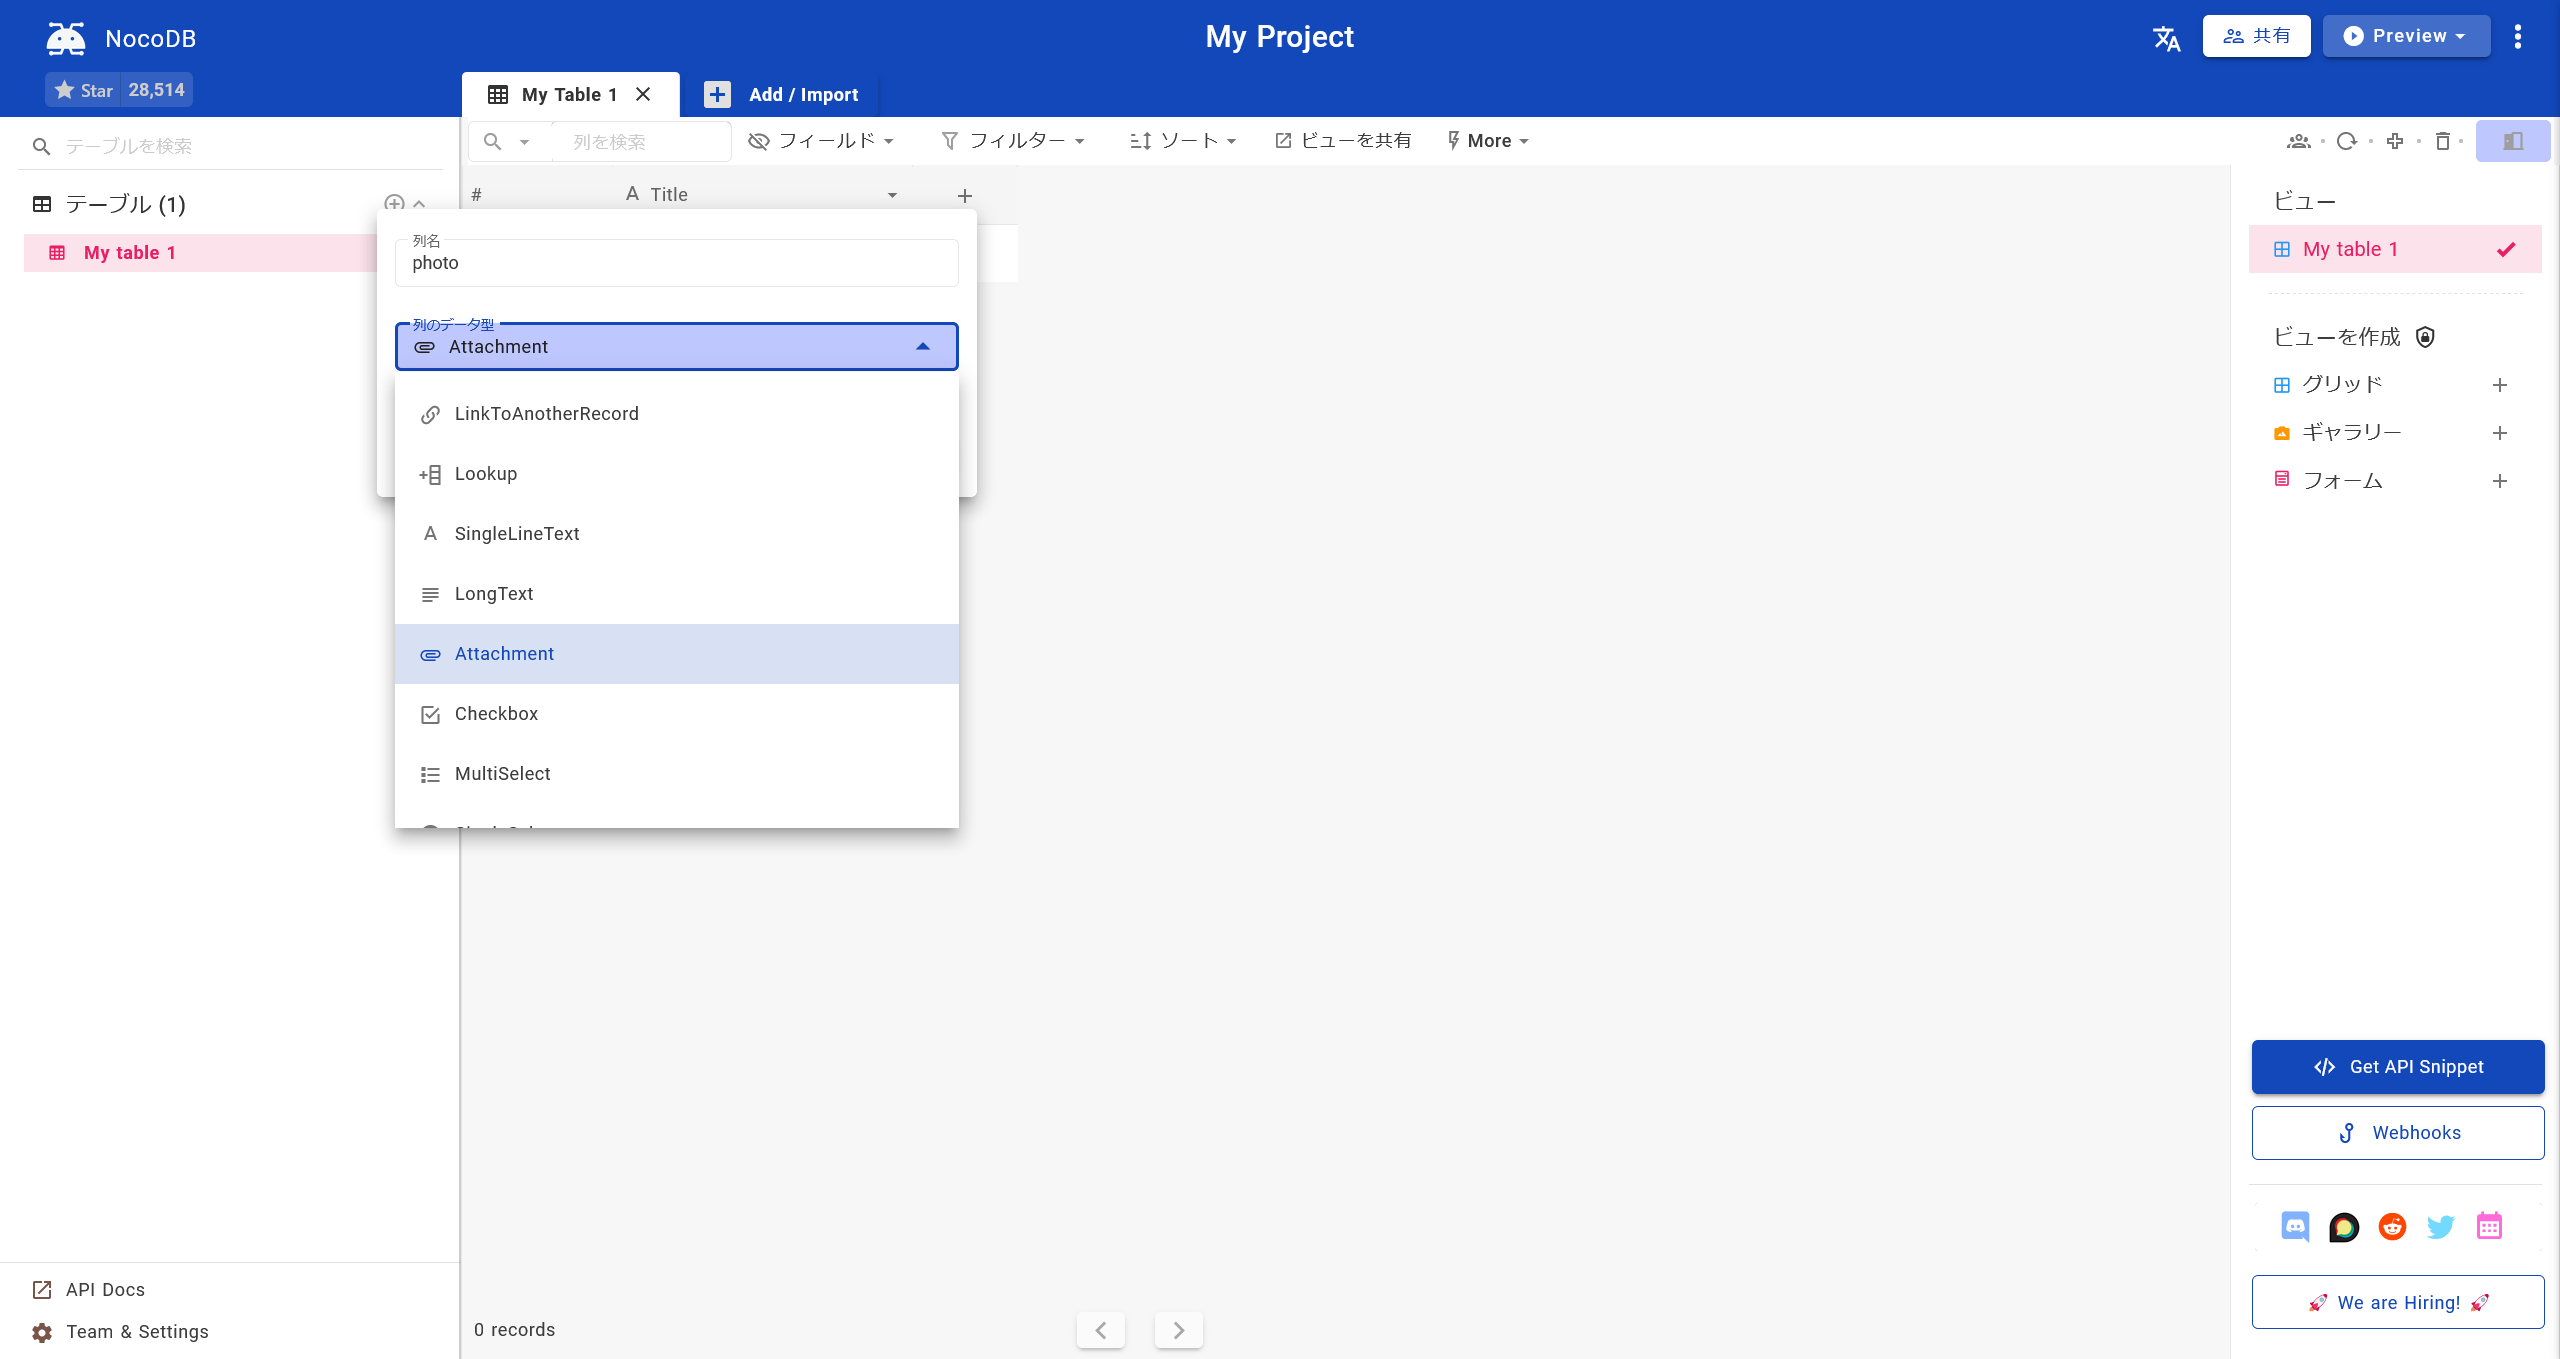 NocoDB
My Project
共有
Preview
Star 28,514
My Table 1
Add / Import
テーブルを検索
列を検索
フィールド
フィルター
ソート
ビューを共有
More
テーブル (1)
My table 1
# Title
列名
photo
列のデータ型
Attachment
LinkToAnotherRecord
Lookup
SingleLineText
LongText
Attachment
Checkbox
MultiSelect
ビュー
My table 1
ビューを作成
グリッド
ギャラリー
フォーム
Get API Snippet
Webhooks
We are Hiring!
API Docs
Team & Settings
0 records